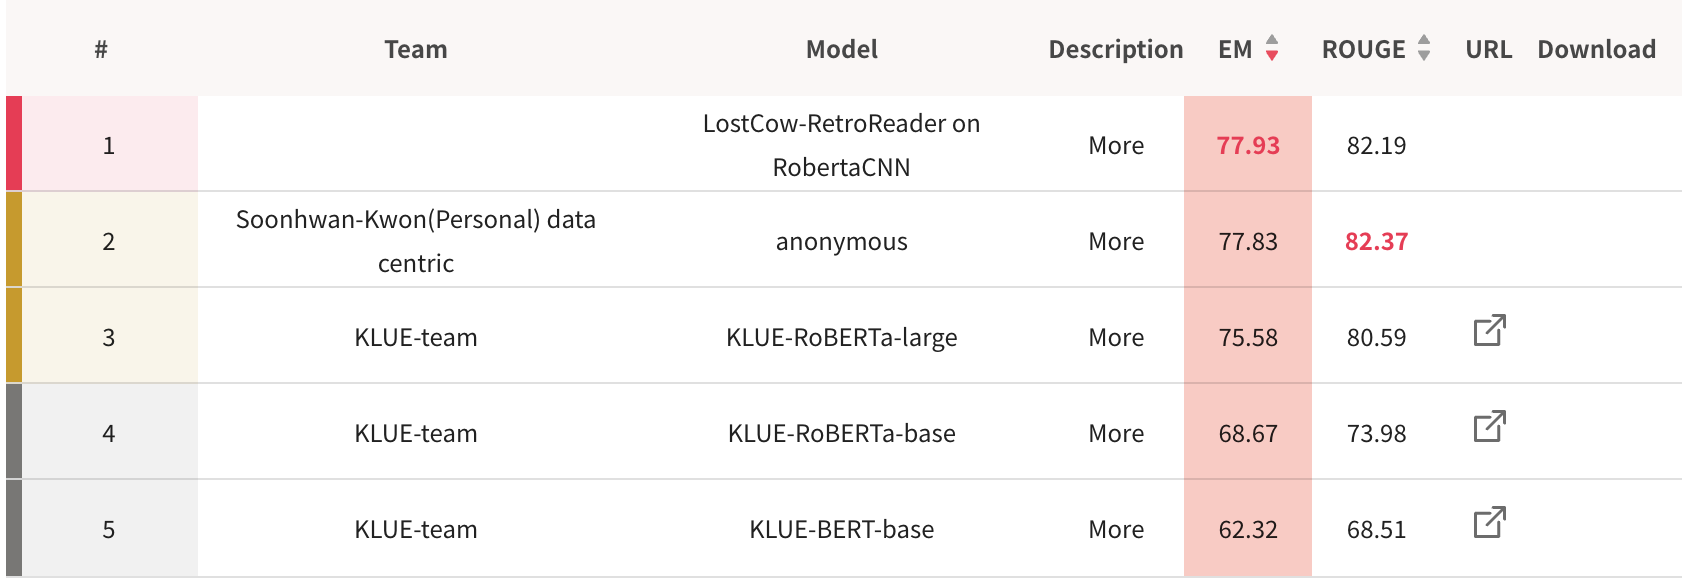 # Team Model Description EM ROUGE URL Download
1 LostCow-RetroReader on RobertaCNN More 77.93 82.19
2 Soonhwan-Kwon(Personal) data centric anonymous More 77.83 82.37
3 KLUE-team KLUE-RoBERTa-large More 75.58 80.59
4 KLUE-team KLUE-RoBERTa-base More 68.67 73.98
5 KLUE-team KLUE-BERT-base More 62.32 68.51